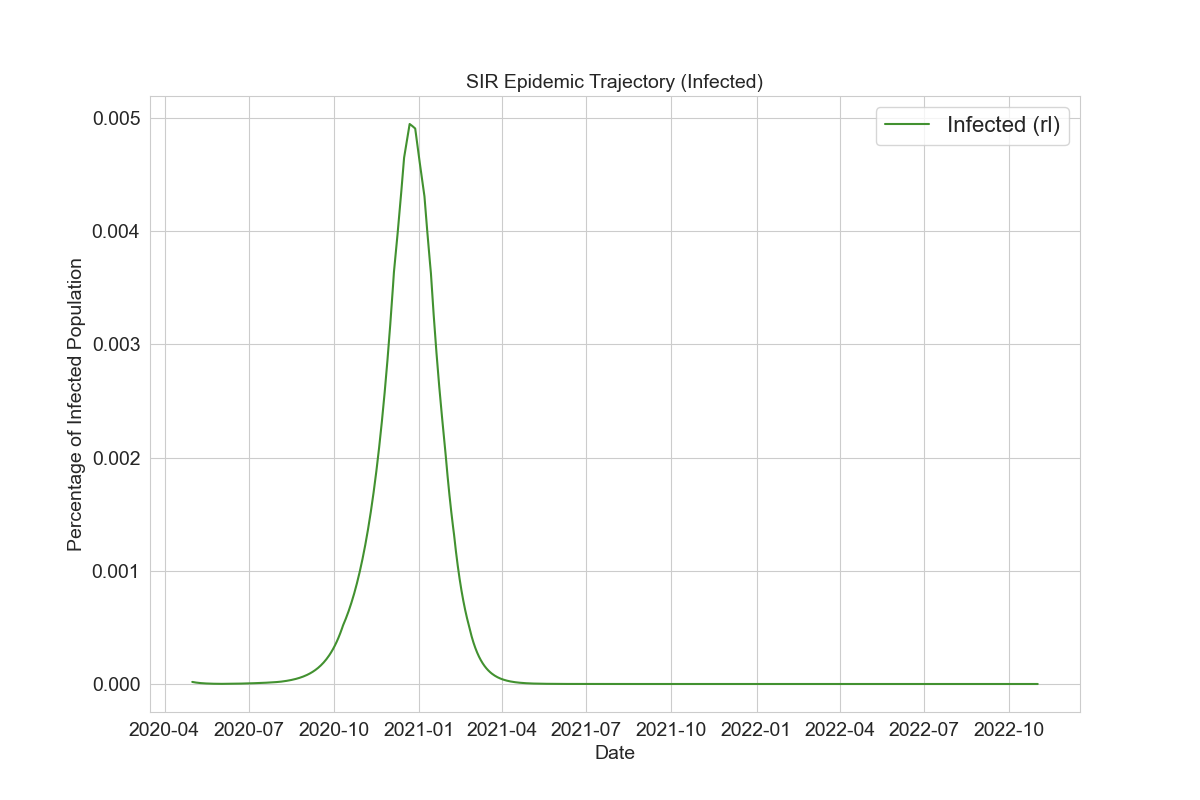 SIR Epidemic Trajectory (Infected)
Infected (rl)
Percentage of Infected Population
0.005
0.004
0.003
0.002
0.001
0.000
2020-04 2020-07 2020-10 2021-01 2021-04 2021-07 2021-10 2022-01 2022-04 2022-07 2022-10
Date